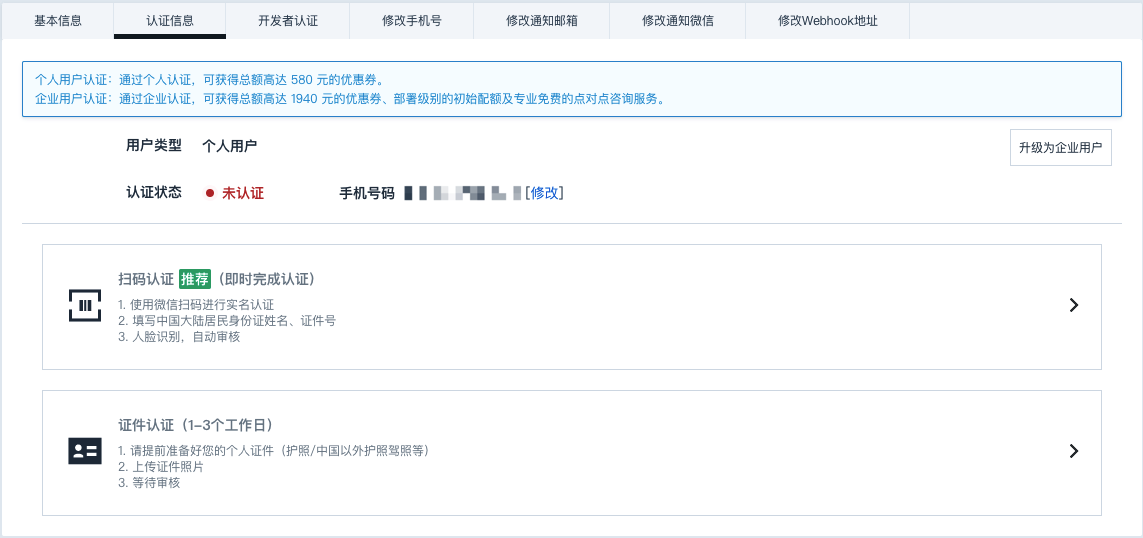 基本信息 认证信息 开发者认证 修改手机号 修改通知邮箱 修改通知微信 修改Webhook地址
个人用户认证：通过个人认证，可获得总额高达 580 元的优惠券。
企业用户认证：通过企业认证，可获得总额高达 1940 元的优惠券、部署级别的初始配额及专业免费的点对点咨询服务。
用户类型 个人用户 升级为企业用户
认证状态 未认证 手机号码 [修改]
扫码认证 推荐（即时完成认证）
1. 使用微信扫码进行实名认证
2. 填写中国大陆居民身份证姓名、证件号
3. 人脸识别，自动审核
证件认证（1-3个工作日）
1. 请提前准备好您的个人证件（护照/中国以外护照驾照等）
2. 上传证件照片
3. 等待审核